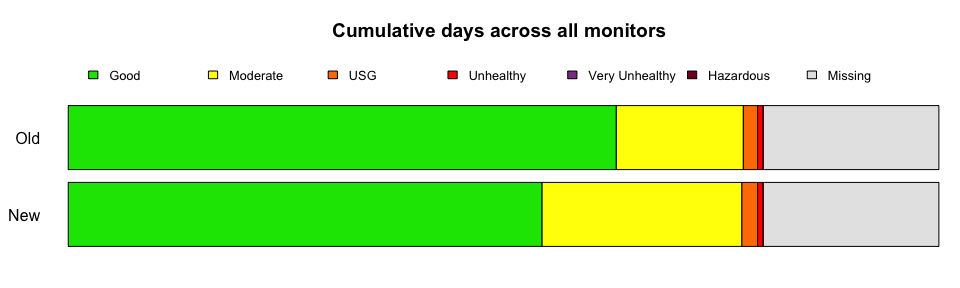 Cumulative days across all monitors
Good Moderate USG Unhealthy Very Unhealthy Hazardous Missing
Old
New